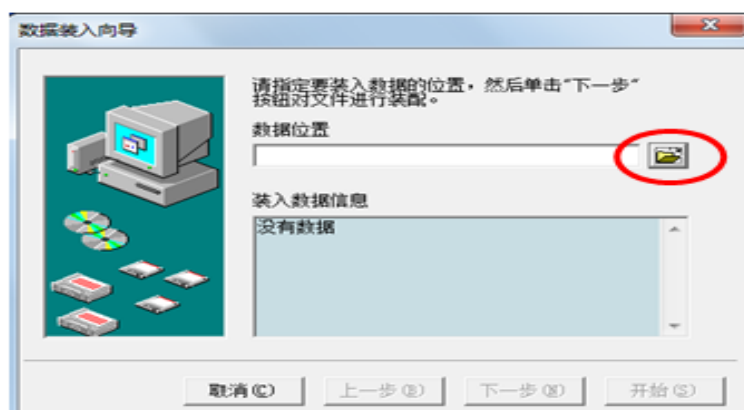 数据装入向导
请指定要装入数据的位置，然后单击“下一步”
按钮对文件进行装配。
数据位置
装入数据信息
没有数据
取消(C)
上一步(B)
下一步(N)
开始(S)